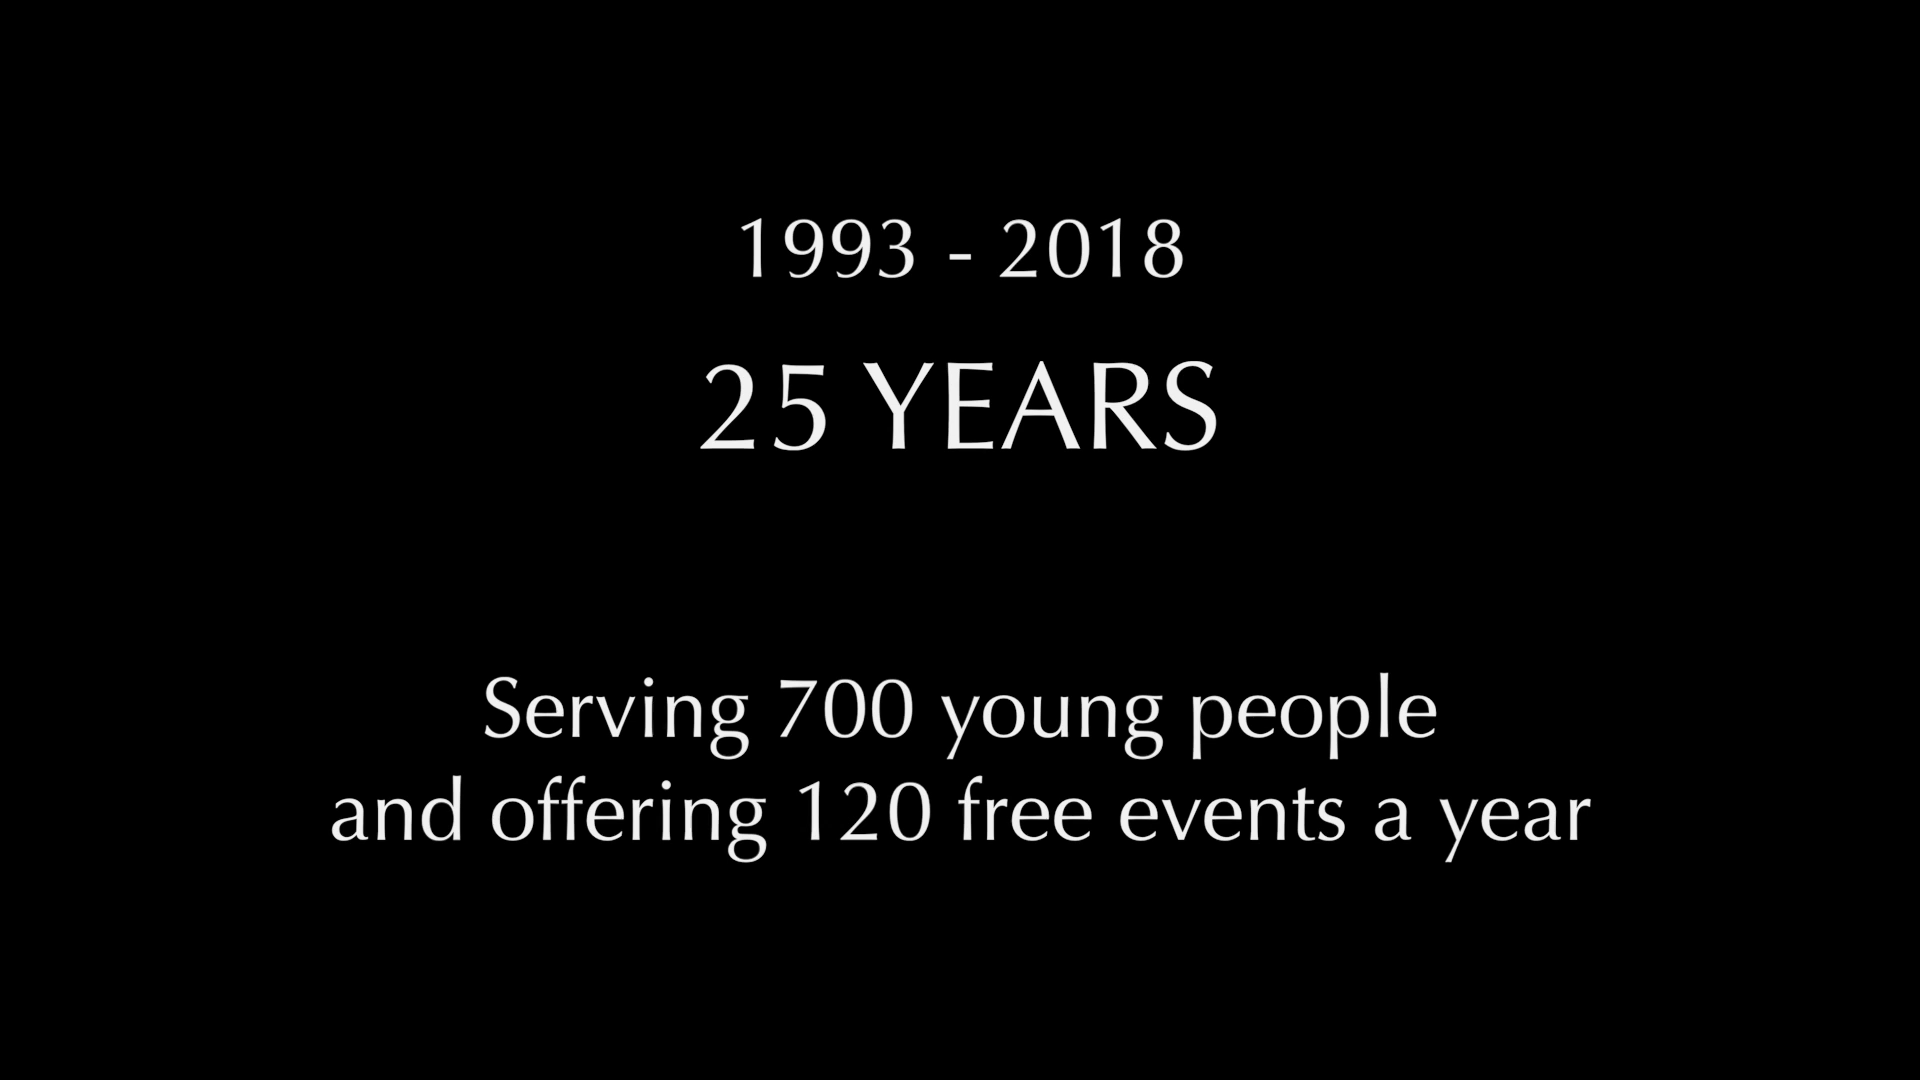 1993 - 2018
25 YEARS
Serving 700 young people
and offering 120 free events a year